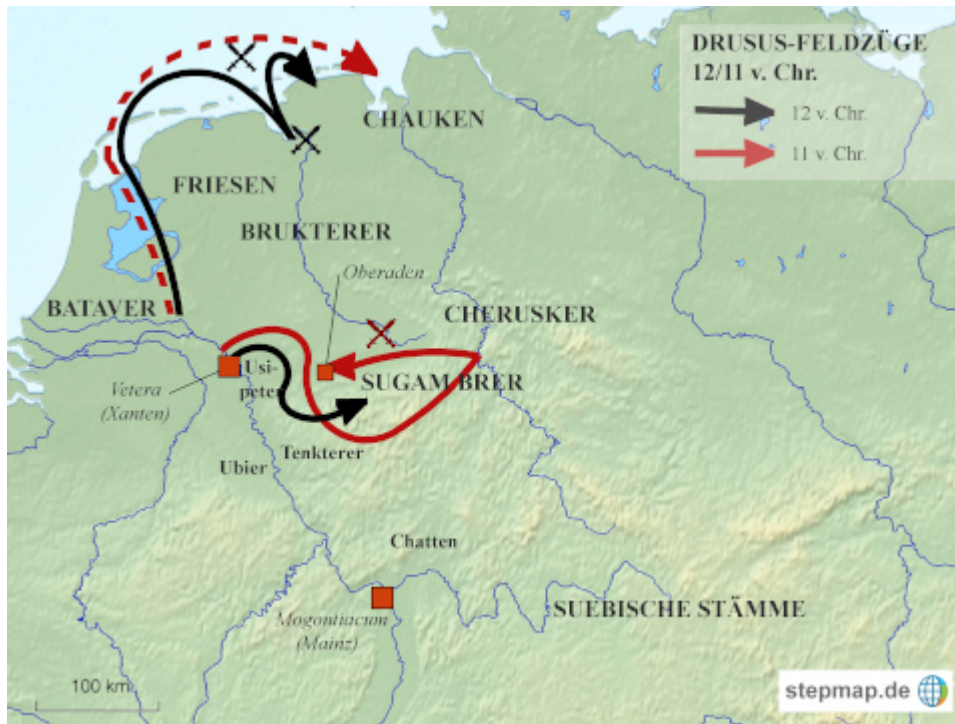 DRUSUS-FELDZÜGE
12/11 v. Chr.
12 v. Chr.
11 v. Chr.
CHAUKEN
FRIESEN
BRUKTERER
Oberaden
BATAVER
CHERUSKER
Usi-
peter
SUGAMBRER
Vetera
(Xanten)
Tenkterer
Ubier
Chatten
SUEBISCHE STÄMME
Mogontiacum
(Mainz)
100 km
stepmap.de